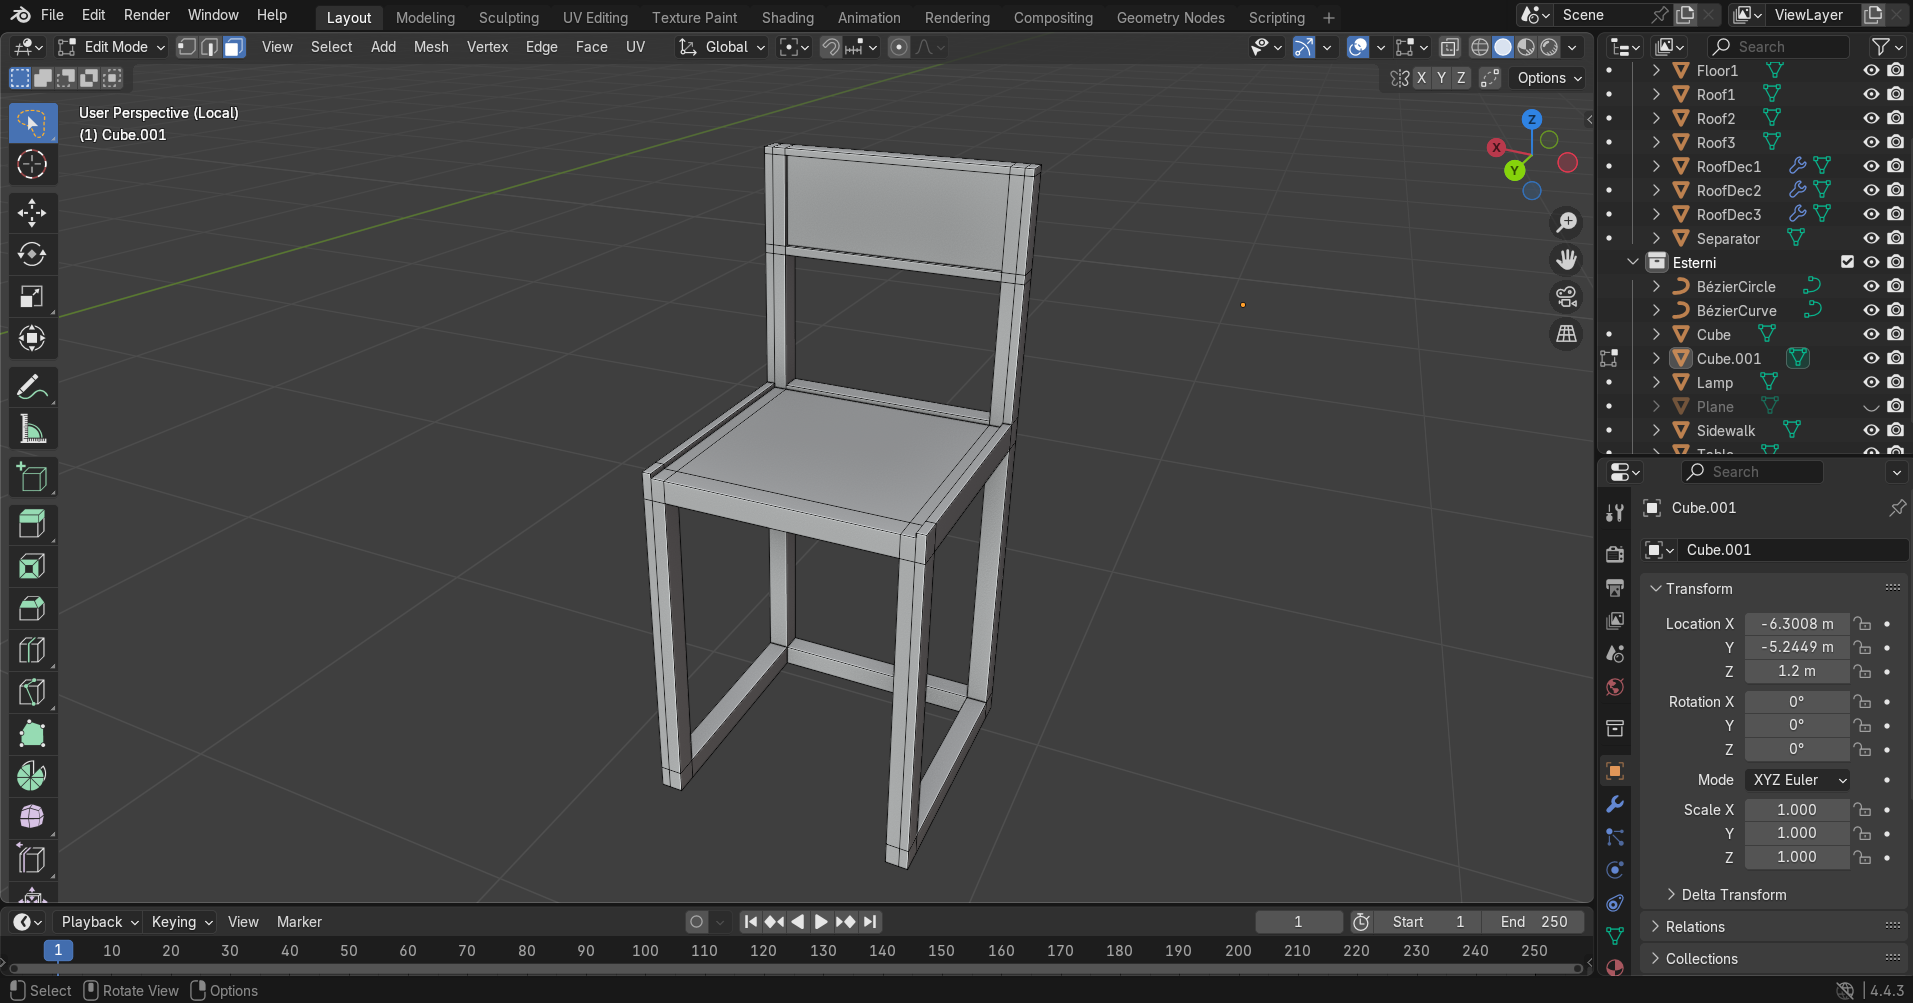 File Edit Render Window Help Layout Modeling Sculpting UV Editing Texture Paint Shading Animation Rendering Compositing Geometry Nodes Scripting + Scene ViewLayer
Edit Mode View Select Add Mesh Vertex Edge Face UV Global Search
X Y Z Options
User Perspective (Local)
(1) Cube.001
Z
X
Y
Floor1
Roof1
Roof2
Roof3
RoofDec1
RoofDec2
RoofDec3
Separator
Esterni
BézierCircle
BézierCurve
Cube
Cube.001
Lamp
Plane
Sidewalk
Table
Search
Cube.001
Cube.001
Transform
Location X -6.3008 m
Y -5.2449 m
Z 1.2 m
Rotation X 0°
Y 0°
Z 0°
Mode XYZ Euler
Scale X 1.000
Y 1.000
Z 1.000
Delta Transform
Relations
Collections
Playback Keying View Marker 1 Start 1 End 250
1 10 20 30 40 50 60 70 80 90 100 110 120 130 140 150 160 170 180 190 200 210 220 230 240 250
Select Rotate View Options 4.4.3